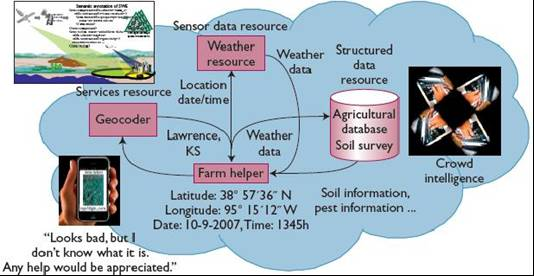 Semantic annotation of SWE
Sensor data resource
Weather
resource
Weather
data
Structured
data
resource
Services resource
Location
date/time
Geocoder
Lawrence,
KS
Weather
data
Agricultural
database
Soil survey
Crowd
intelligence
Farm helper
Latitude: 38° 57´36˝ N
Longitude: 95° 15´12˝ W
Date: 10-9-2007, Time: 1345h
Soil information,
pest information ...
“Looks bad, but I
don’t know what it is.
Any help would be appreciated.”